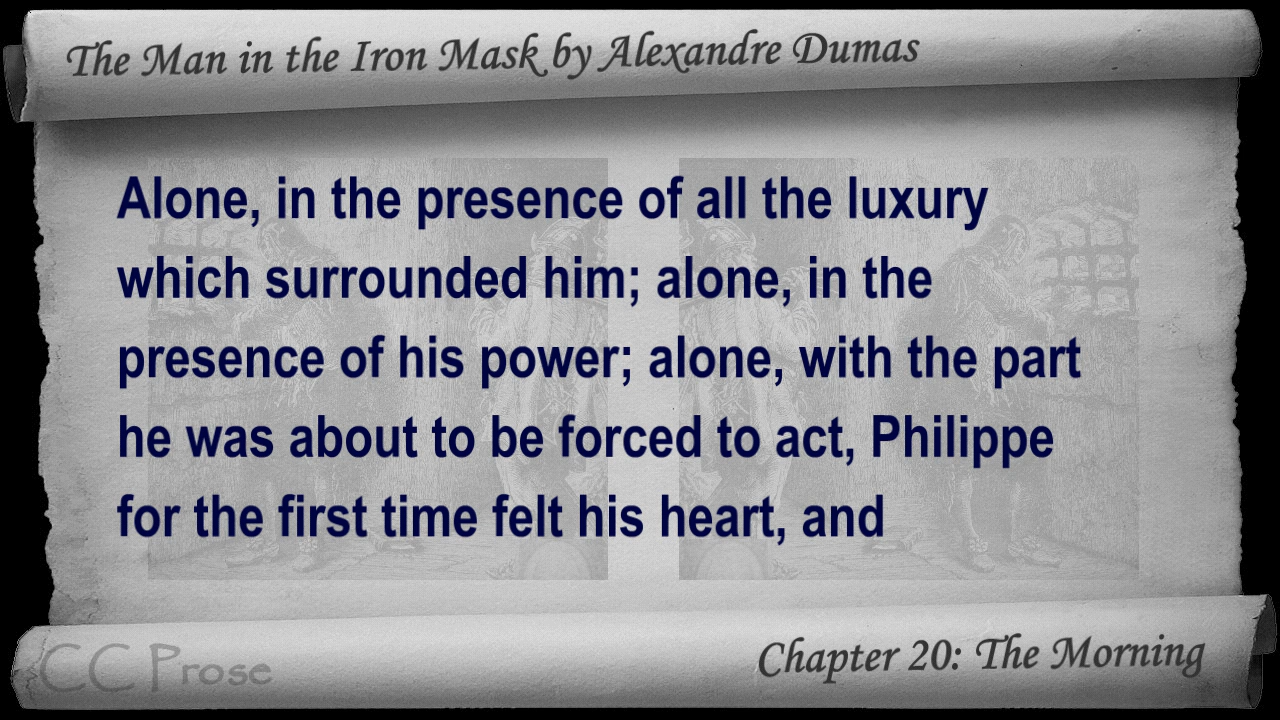 The Man in the Iron Mask by Alexandre Dumas
Alone, in the presence of all the luxury
which surrounded him; alone, in the
presence of his power; alone, with the part
he was about to be forced to act, Philippe
for the first time felt his heart, and
CC Prose
Chapter 20: The Morning